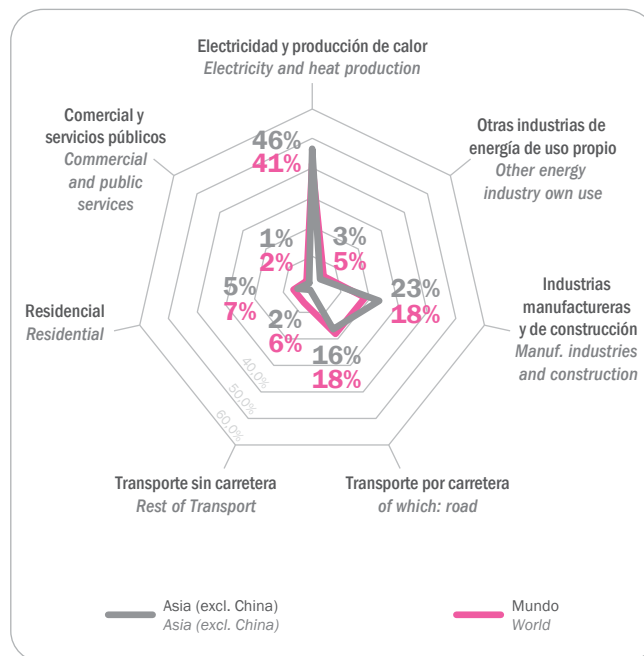 Electricidad y producción de calor
Electricity and heat production
Comercial y
servicios públicos
Commercial
and public
services
Otras industrias de
energía de uso propio
Other energy
industry own use
46%
41%
1%
2%
3%
5%
5%
7%
23%
18%
Residencial
Residential
Industrias
manufactureras
y de construcción
Manuf. industries
and construction
2%
6%
16%
18%
40,0%
50,0%
60,0%
Transporte sin carretera
Rest of Transport
Transporte por carretera
of which: road
Asia (excl. China)
Asia (excl. China)
Mundo
World